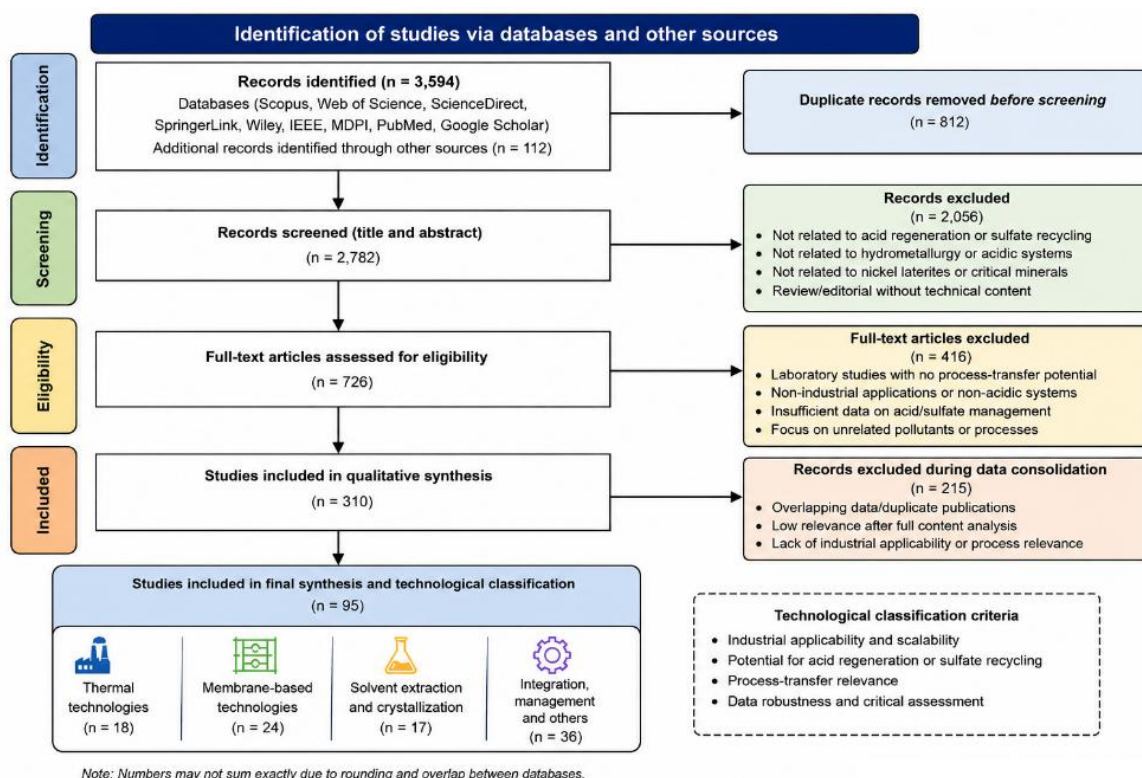 Identification of studies via databases and other sources
Identification
Records identified (n = 3,594)
Databases (Scopus, Web of Science, ScienceDirect,
SpringerLink, Wiley, IEEE, MDPI, PubMed, Google Scholar)
Additional records identified through other sources (n = 112)
Duplicate records removed before screening
(n = 812)
Screening
Records screened (title and abstract)
(n = 2,782)
Records excluded
(n = 2,056)
• Not related to acid regeneration or sulfate recycling
• Not related to hydrometallurgy or acidic systems
• Not related to nickel laterites or critical minerals
• Review/editorial without technical content
Eligibility
Full-text articles assessed for eligibility
(n = 726)
Full-text articles excluded
(n = 416)
• Laboratory studies with no process-transfer potential
• Non-industrial applications or non-acidic systems
• Insufficient data on acid/sulfate management
• Focus on unrelated pollutants or processes
Included
Studies included in qualitative synthesis
(n = 310)
Records excluded during data consolidation
(n = 215)
• Overlapping data/duplicate publications
• Low relevance after full content analysis
• Lack of industrial applicability or process relevance
Studies included in final synthesis and technological classification
(n = 95)
Thermal
technologies
(n = 18)
Membrane-based
technologies
(n = 24)
Solvent extraction
and crystallization
(n = 17)
Integration,
management
and others
(n = 36)
Technological classification criteria
• Industrial applicability and scalability
• Potential for acid regeneration or sulfate recycling
• Process-transfer relevance
• Data robustness and critical assessment
Note: Numbers may not sum exactly due to rounding and overlap between databases.